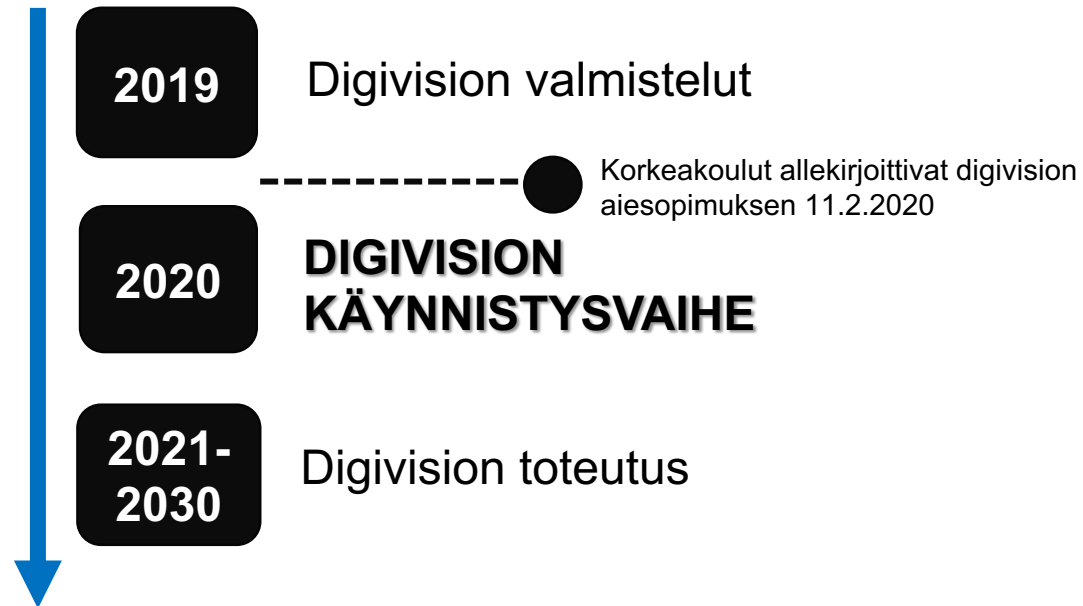 2019
Digivision valmistelut
Korkeakoulut allekirjoittivat digivision
aiesopimuksen 11.2.2020
2020
DIGIVISION
KÄYNNISTYSVAIHE
2021-
2030
Digivision toteutus